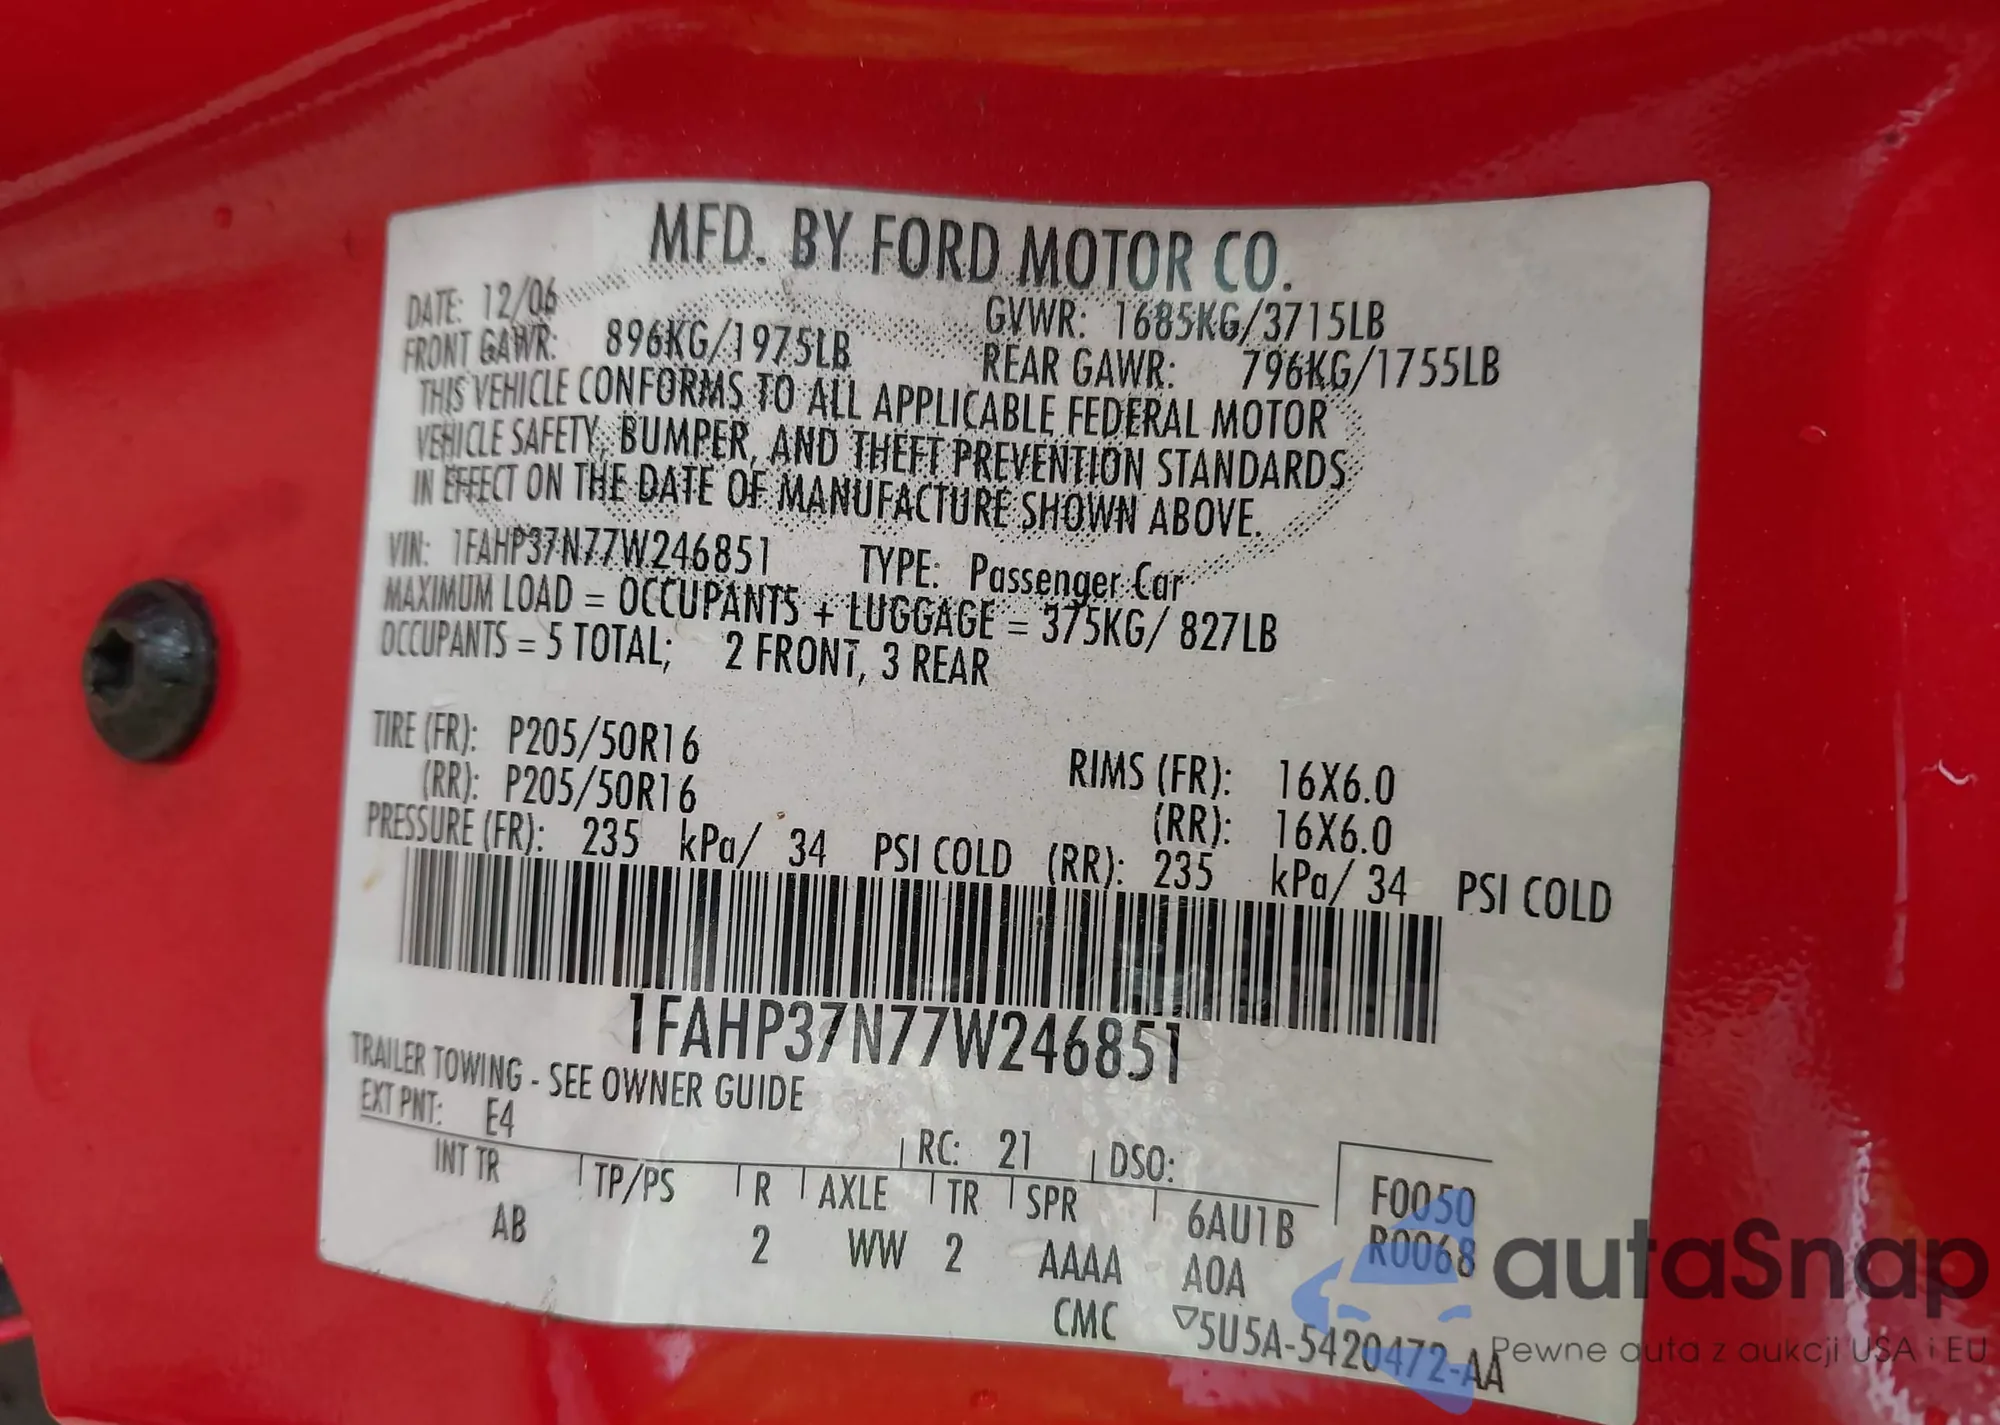 MFD. BY FORD MOTOR CO.
DATE: 12/06 GVWR: 1685KG/3715LB
FRONT GAWR: 896KG/1975LB REAR GAWR: 796KG/1755LB
THIS VEHICLE CONFORMS TO ALL APPLICABLE FEDERAL MOTOR
VEHICLE SAFETY, BUMPER, AND THEFT PREVENTION STANDARDS
IN EFFECT ON THE DATE OF MANUFACTURE SHOWN ABOVE.
VIN: 1FAHP37N77W246851 TYPE: Passenger Car
MAXIMUM LOAD = OCCUPANTS + LUGGAGE = 375KG/ 827LB
OCCUPANTS = 5 TOTAL; 2 FRONT, 3 REAR
TIRE (FR): P205/50R16 RIMS (FR): 16X6.0
(RR): P205/50R16 (RR): 16X6.0
PRESSURE (FR): 235 kPa/ 34 PSI COLD (RR): 235 kPa/ 34 PSI COLD
1FAHP37N77W246851
TRAILER TOWING - SEE OWNER GUIDE
EXT PNT: E4 RC: 21 DSO: F0050
INT TR TP/PS R AXLE TR SPR 6AU1B R0068
AB 2 WW 2 AAAA A0A
CMC ▽5U5A-5420472-AA
autaSnap
Pewne auta z aukcji USA i EU